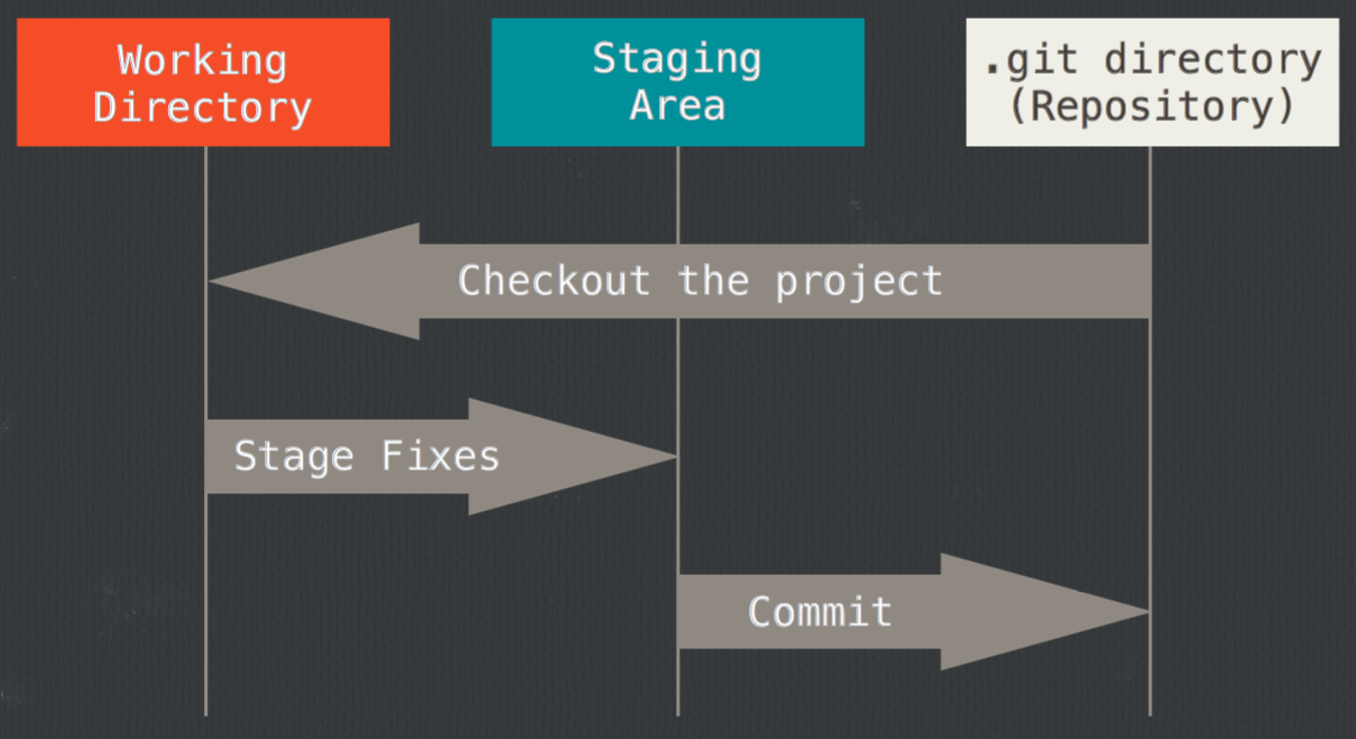 Working
Directory
Staging
Area
.git directory
(Repository)
Checkout the project
Stage Fixes
Commit